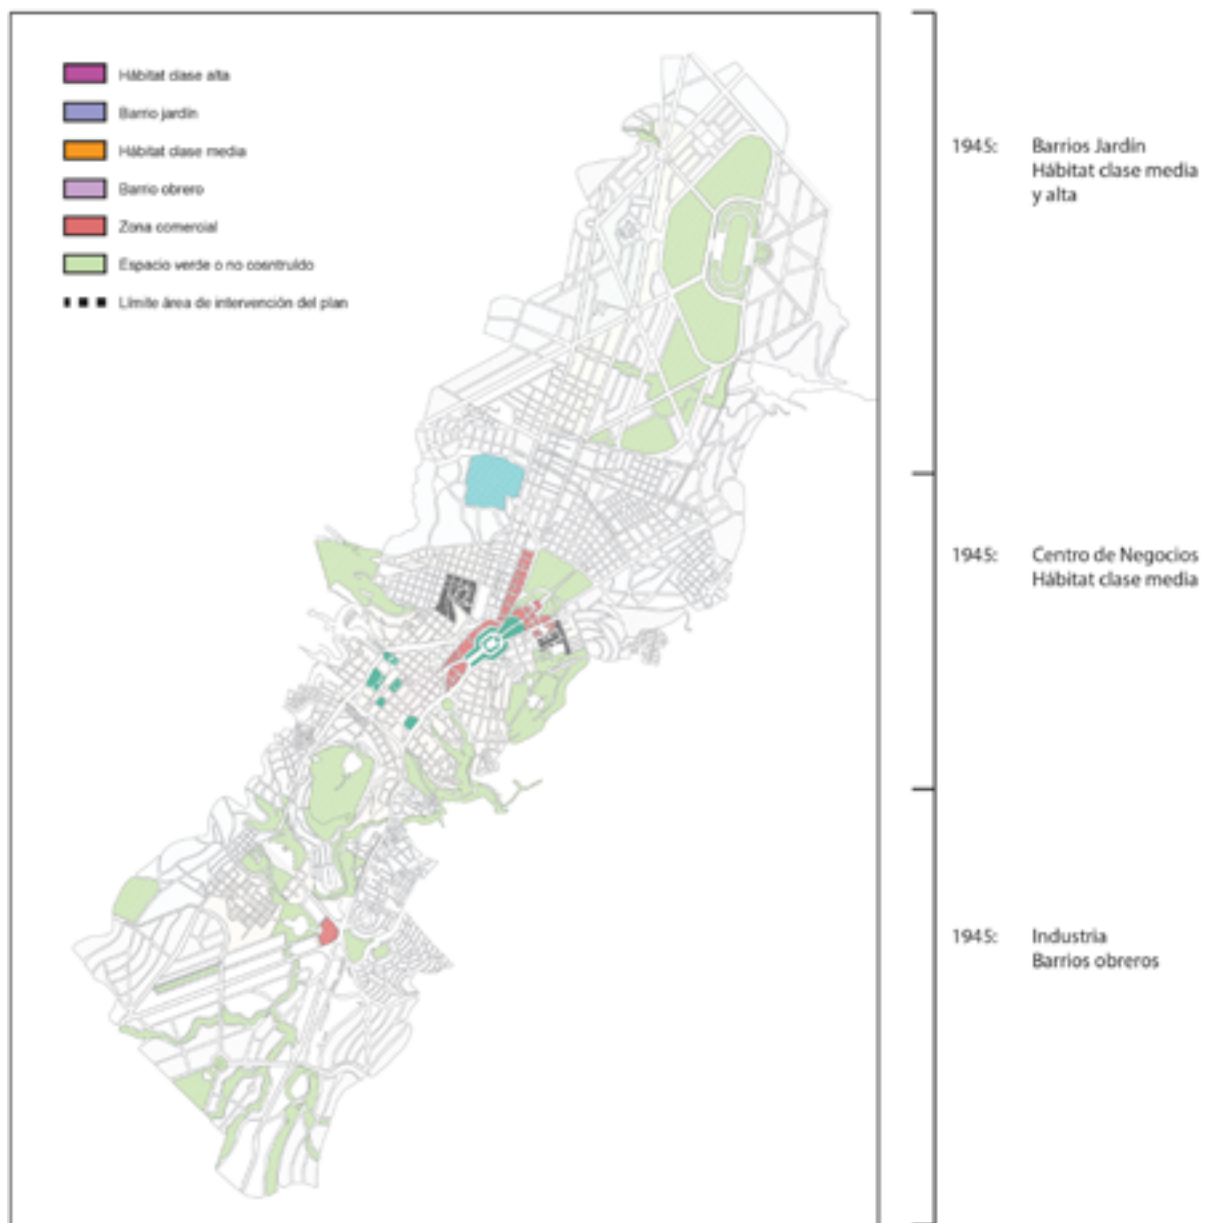 Hábitat clase alta
Barrio jardín
Hábitat clase media
Barrio obrero
Zona comercial
Espacio verde o no cosntruído
Límite área de intervención del plan
1945: Barrios Jardín
Hábitat clase media
y alta
1945: Centro de Negocios
Hábitat clase media
1945: Industria
Barrios obreros